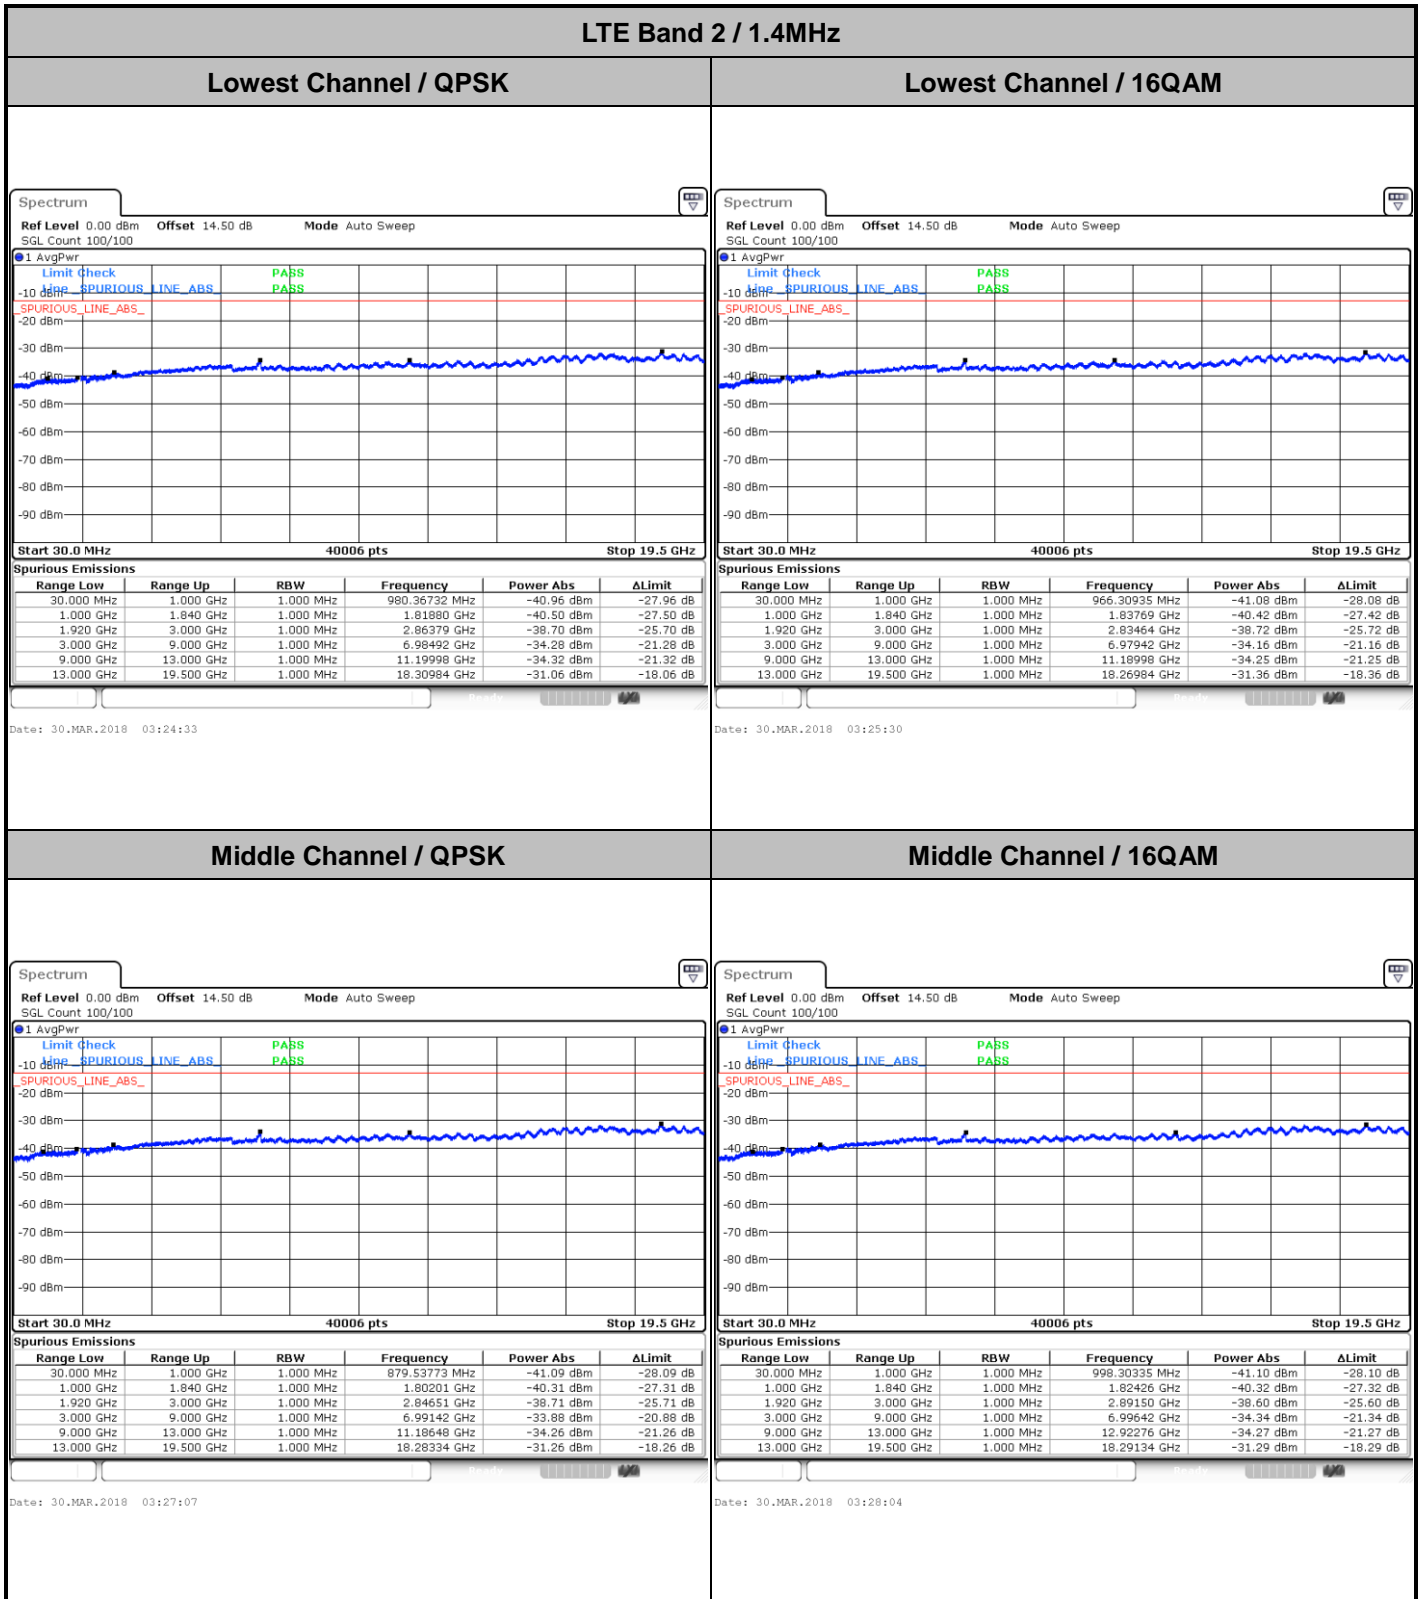 LTE Band 2 / 1.4MHz
Lowest Channel / QPSK
Lowest Channel / 16QAM
Spectrum
Ref Level 0.00 dBm Offset 14.50 dB Mode Auto Sweep
SGL Count 100/100
1 AvgPwr
Limit Check PASS
Line _SPURIOUS_LINE_ABS_ PASS
-10 dBm
_SPURIOUS_LINE_ABS_
-20 dBm
-30 dBm
-40 dBm
-50 dBm
-60 dBm
-70 dBm
-80 dBm
-90 dBm
Start 30.0 MHz 40006 pts Stop 19.5 GHz
Spurious Emissions
Range Low Range Up RBW Frequency Power Abs ΔLimit
30.000 MHz 1.000 GHz 1.000 MHz 980.36732 MHz -40.96 dBm -27.96 dB
1.000 GHz 1.840 GHz 1.000 MHz 1.81880 GHz -40.50 dBm -27.50 dB
1.920 GHz 3.000 GHz 1.000 MHz 2.86379 GHz -38.70 dBm -25.70 dB
3.000 GHz 9.000 GHz 1.000 MHz 6.98492 GHz -34.28 dBm -21.28 dB
9.000 GHz 13.000 GHz 1.000 MHz 11.19998 GHz -34.32 dBm -21.32 dB
13.000 GHz 19.500 GHz 1.000 MHz 18.30984 GHz -31.06 dBm -18.06 dB
Date: 30.MAR.2018 03:24:33
Spectrum
Ref Level 0.00 dBm Offset 14.50 dB Mode Auto Sweep
SGL Count 100/100
1 AvgPwr
Limit Check PASS
Line _SPURIOUS_LINE_ABS_ PASS
-10 dBm
_SPURIOUS_LINE_ABS_
-20 dBm
-30 dBm
-40 dBm
-50 dBm
-60 dBm
-70 dBm
-80 dBm
-90 dBm
Start 30.0 MHz 40006 pts Stop 19.5 GHz
Spurious Emissions
Range Low Range Up RBW Frequency Power Abs ΔLimit
30.000 MHz 1.000 GHz 1.000 MHz 966.30935 MHz -41.08 dBm -28.08 dB
1.000 GHz 1.840 GHz 1.000 MHz 1.83769 GHz -40.42 dBm -27.42 dB
1.920 GHz 3.000 GHz 1.000 MHz 2.83464 GHz -38.72 dBm -25.72 dB
3.000 GHz 9.000 GHz 1.000 MHz 6.97942 GHz -34.16 dBm -21.16 dB
9.000 GHz 13.000 GHz 1.000 MHz 11.18998 GHz -34.25 dBm -21.25 dB
13.000 GHz 19.500 GHz 1.000 MHz 18.26984 GHz -31.36 dBm -18.36 dB
Date: 30.MAR.2018 03:25:30
Middle Channel / QPSK
Middle Channel / 16QAM
Spectrum
Ref Level 0.00 dBm Offset 14.50 dB Mode Auto Sweep
SGL Count 100/100
1 AvgPwr
Limit Check PASS
Line _SPURIOUS_LINE_ABS_ PASS
-10 dBm
_SPURIOUS_LINE_ABS_
-20 dBm
-30 dBm
-40 dBm
-50 dBm
-60 dBm
-70 dBm
-80 dBm
-90 dBm
Start 30.0 MHz 40006 pts Stop 19.5 GHz
Spurious Emissions
Range Low Range Up RBW Frequency Power Abs ΔLimit
30.000 MHz 1.000 GHz 1.000 MHz 879.53773 MHz -41.09 dBm -28.09 dB
1.000 GHz 1.840 GHz 1.000 MHz 1.80201 GHz -40.31 dBm -27.31 dB
1.920 GHz 3.000 GHz 1.000 MHz 2.84651 GHz -38.71 dBm -25.71 dB
3.000 GHz 9.000 GHz 1.000 MHz 6.99142 GHz -33.88 dBm -20.88 dB
9.000 GHz 13.000 GHz 1.000 MHz 11.18648 GHz -34.26 dBm -21.26 dB
13.000 GHz 19.500 GHz 1.000 MHz 18.28334 GHz -31.26 dBm -18.26 dB
Date: 30.MAR.2018 03:27:07
Spectrum
Ref Level 0.00 dBm Offset 14.50 dB Mode Auto Sweep
SGL Count 100/100
1 AvgPwr
Limit Check PASS
Line _SPURIOUS_LINE_ABS_ PASS
-10 dBm
_SPURIOUS_LINE_ABS_
-20 dBm
-30 dBm
-40 dBm
-50 dBm
-60 dBm
-70 dBm
-80 dBm
-90 dBm
Start 30.0 MHz 40006 pts Stop 19.5 GHz
Spurious Emissions
Range Low Range Up RBW Frequency Power Abs ΔLimit
30.000 MHz 1.000 GHz 1.000 MHz 998.30335 MHz -41.10 dBm -28.10 dB
1.000 GHz 1.840 GHz 1.000 MHz 1.82426 GHz -40.32 dBm -27.32 dB
1.920 GHz 3.000 GHz 1.000 MHz 2.89150 GHz -38.60 dBm -25.60 dB
3.000 GHz 9.000 GHz 1.000 MHz 6.99642 GHz -34.34 dBm -21.34 dB
9.000 GHz 13.000 GHz 1.000 MHz 12.92276 GHz -34.27 dBm -21.27 dB
13.000 GHz 19.500 GHz 1.000 MHz 18.29134 GHz -31.29 dBm -18.29 dB
Date: 30.MAR.2018 03:28:04